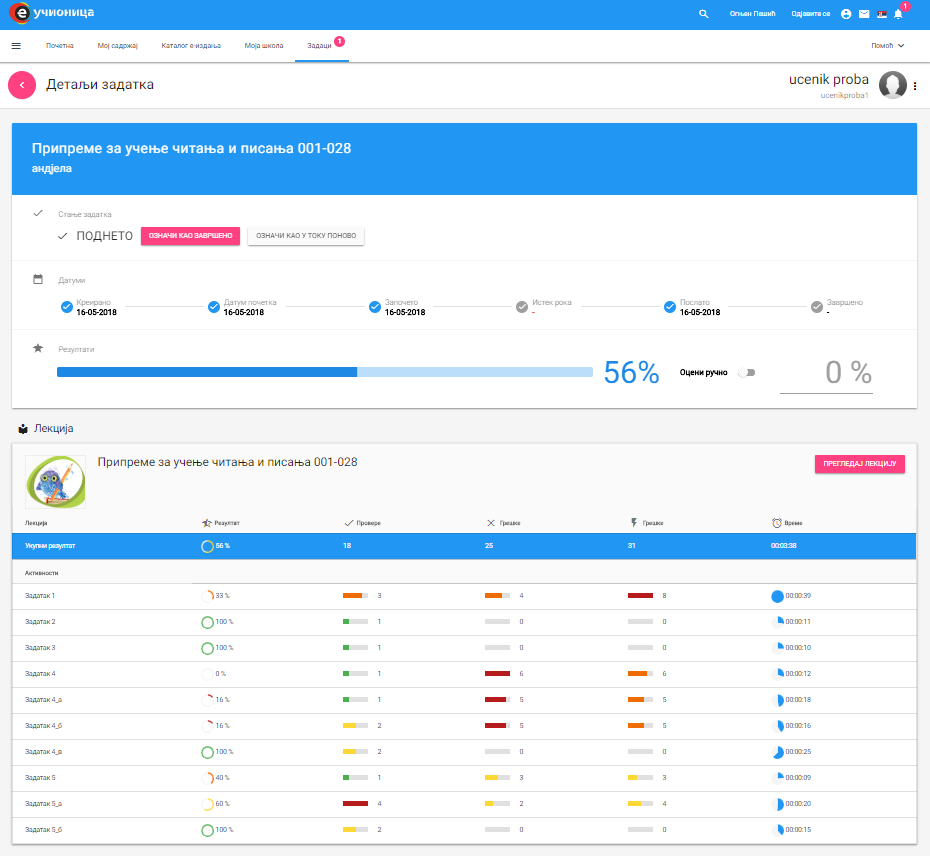 e учионица
Огњен Пешић Одјавите се 1
Почетна Мој садржај Каталог е-издања Моја школа Задаци 1 Помоћ
Детаљи задатка
ucenik proba
ucenikproba1
Припреме за учење читања и писања 001-028
андјела
Стање задатка
ПОДНЕТО ОЗНАЧИ КАО ЗАВРШЕНО ОЗНАЧИ КАО У ТОКУ ПОНОВО
Датуми
Креирано Датум почетка Започето Истек рока Послато Завршено
16-05-2018 16-05-2018 16-05-2018 - 16-05-2018 -
Резултати
56% Оцени ручно 0 %
Лекција
Припреме за учење читања и писања 001-028 ПРЕГЛЕДАЈ ЛЕКЦИЈУ
Лекција Резултат Провере Грешке Грешке Време
Укупни резултат 56 % 18 25 31 00:03:38
Активности
Задатак 1 33 % 3 4 8 00:00:39
Задатак 2 100 % 1 0 0 00:00:11
Задатак 3 100 % 1 0 0 00:00:10
Задатак 4 0 % 1 6 6 00:00:12
Задатак 4_а 16 % 1 5 5 00:00:18
Задатак 4_б 16 % 2 5 5 00:00:16
Задатак 4_в 100 % 2 0 0 00:00:25
Задатак 5 40 % 1 3 3 00:00:09
Задатак 5_а 60 % 4 2 4 00:00:20
Задатак 5_б 100 % 2 0 0 00:00:15